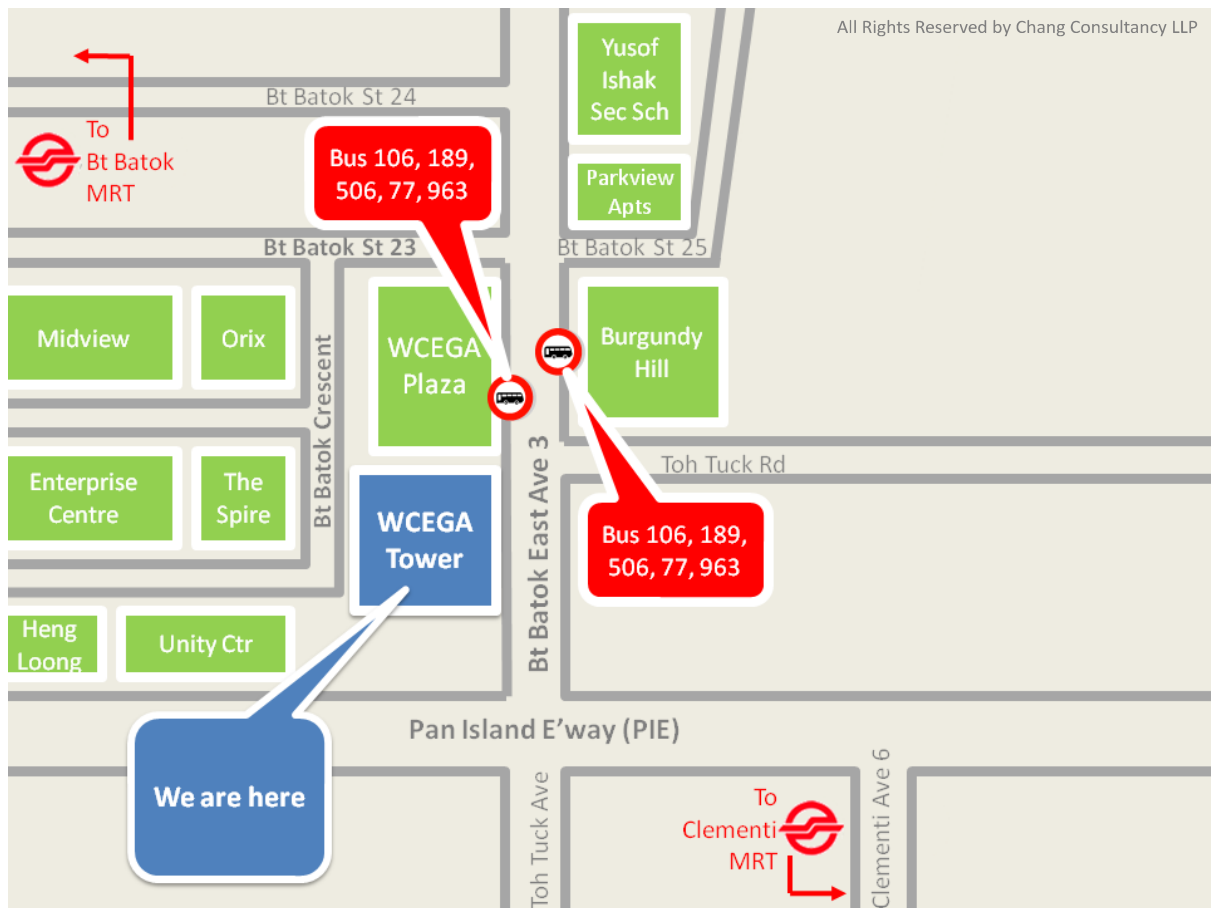 All Rights Reserved by Chang Consultancy LLP
Yusof
Ishak
Sec Sch
Bt Batok St 24
To
Bt Batok
MRT
Bus 106, 189,
506, 77, 963
Parkview
Apts
Bt Batok St 23
Bt Batok St 25
Midview
Orix
Bt Batok Crescent
WCEGA
Plaza
Burgundy
Hill
Bt Batok East Ave 3
Toh Tuck Rd
Enterprise
Centre
The
Spire
WCEGA
Tower
Bus 106, 189,
506, 77, 963
Heng
Loong
Unity Ctr
Pan Island E'way (PIE)
We are here
Toh Tuck Ave
To
Clementi
MRT
Clementi Ave 6